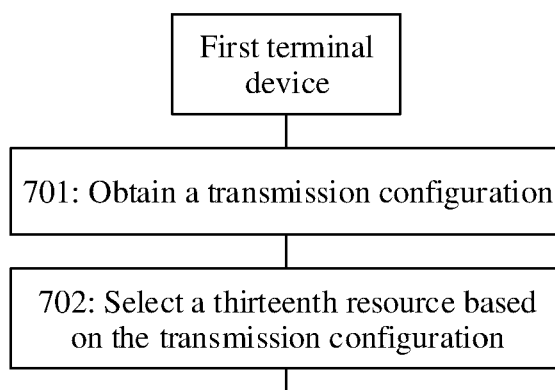 First terminal
device
701: Obtain a transmission configuration
702: Select a thirteenth resource based
on the transmission configuration